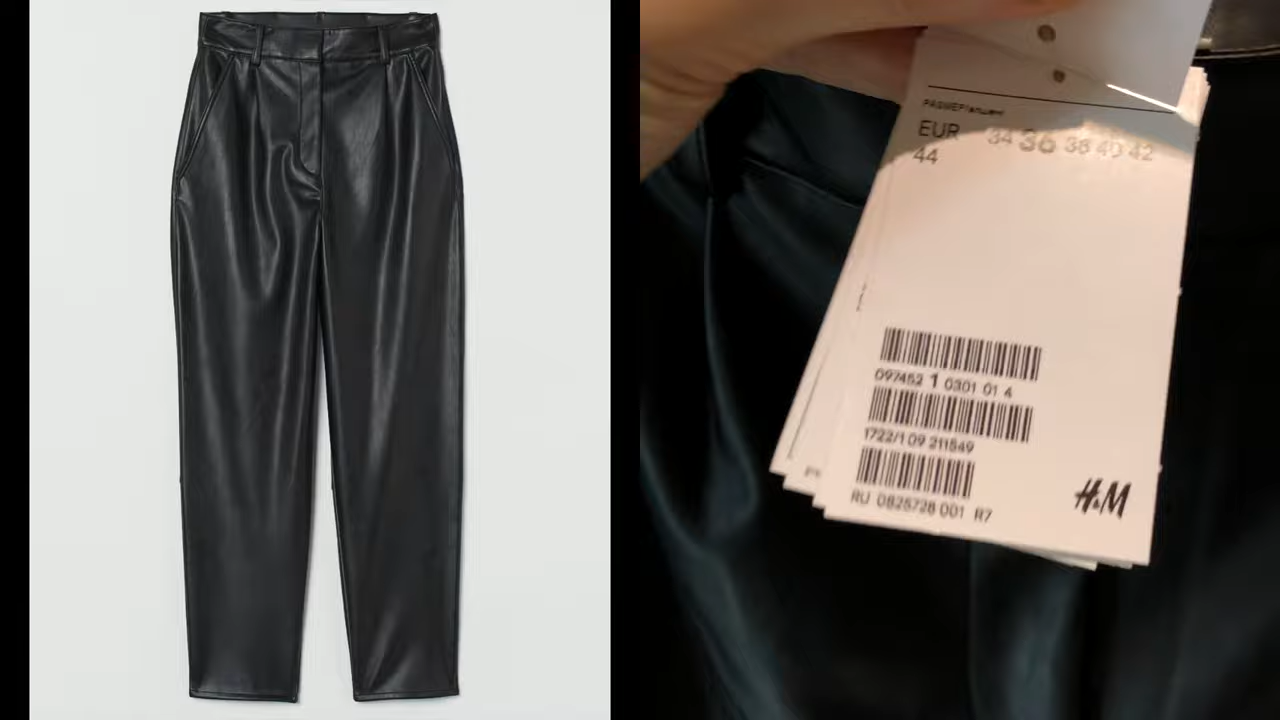 EUR 34 36 38 40 42
44
097452 1 0301 01 4
1722/1 09 211549
RU 0825728 001 R7
H&M